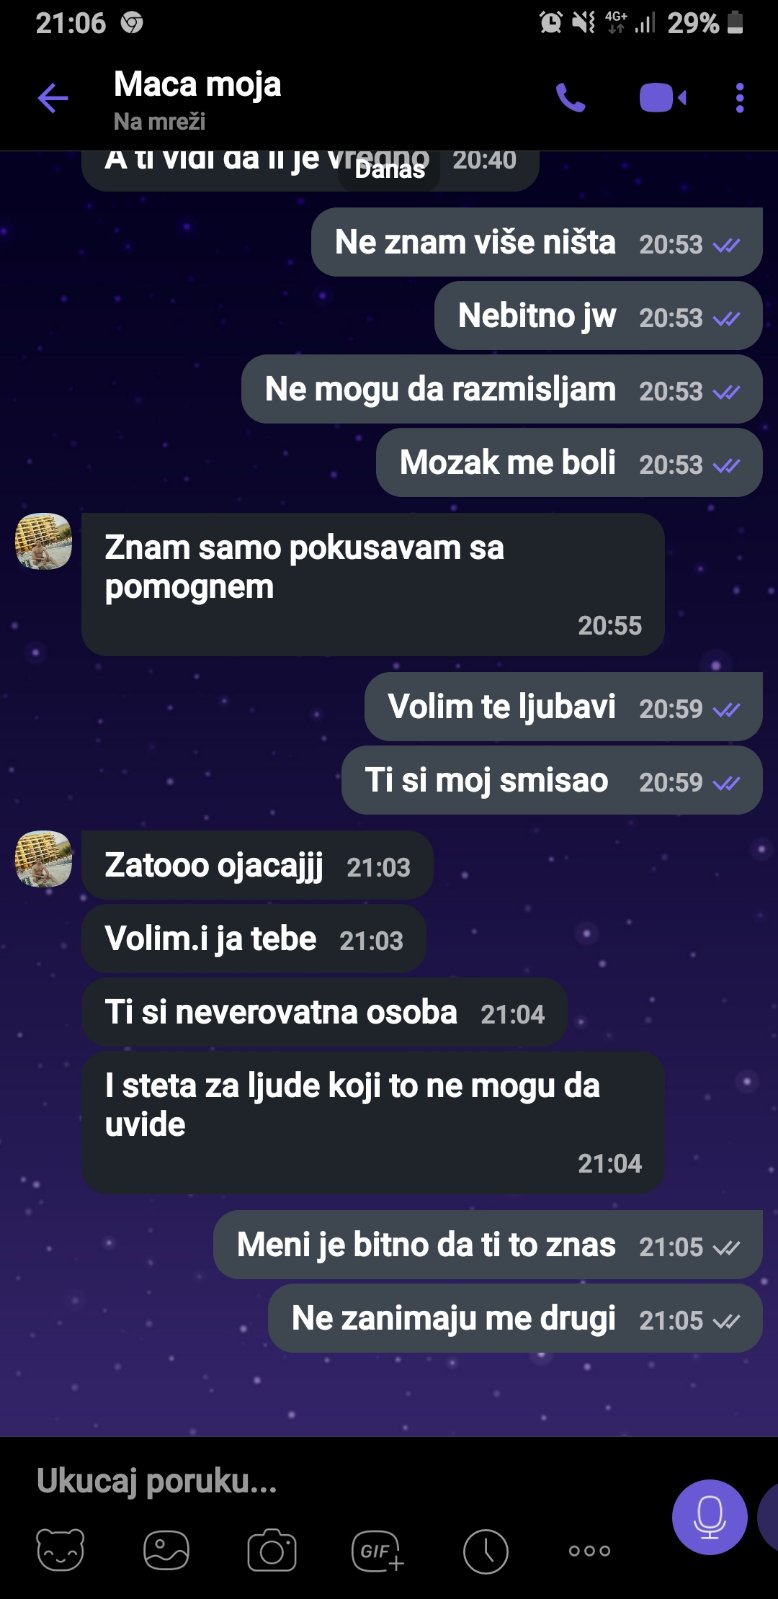 21:06
4G+
29%
Maca moja
Na mreži
A ti vidi da li je vredno 20:40
Danas
Ne znam više ništa 20:53
Nebitno jw 20:53
Ne mogu da razmisljam 20:53
Mozak me boli 20:53
Znam samo pokusavam sa
pomognem
20:55
Volim te ljubavi 20:59
Ti si moj smisao 20:59
Zatooo ojacajjj 21:03
Volim.i ja tebe 21:03
Ti si neverovatna osoba 21:04
I steta za ljude koji to ne mogu da
uvide
21:04
Meni je bitno da ti to znas 21:05
Ne zanimaju me drugi 21:05
Ukucaj poruku...
GIF